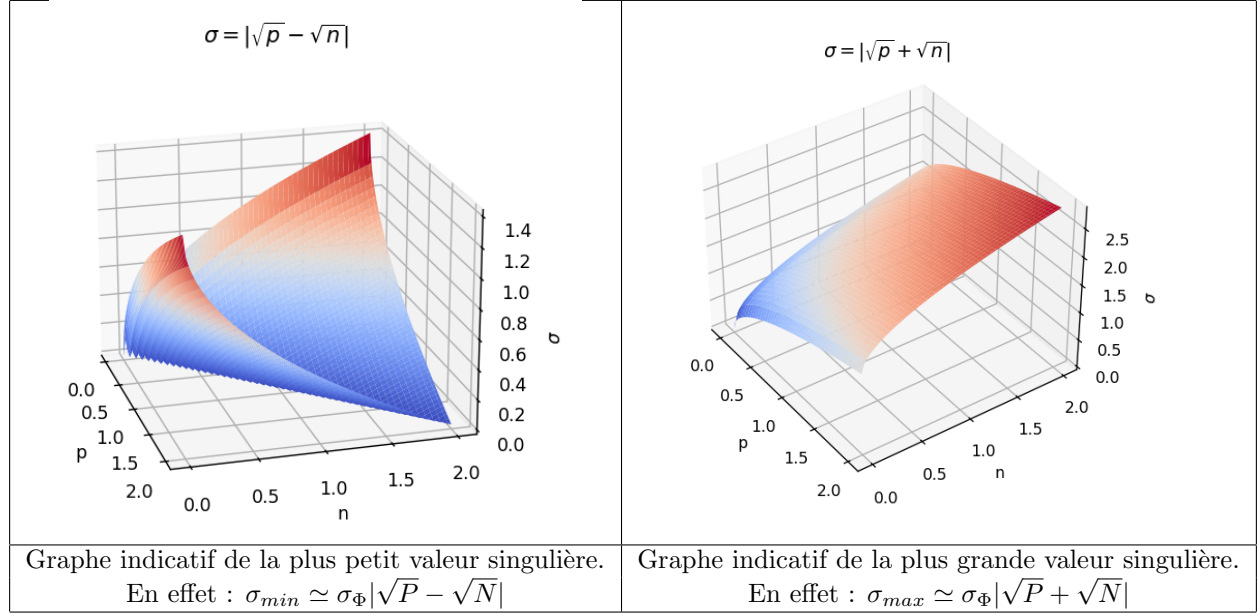 σ = |√p − √n|
1.4
1.2
1.0
0.8
0.6
0.4
0.2
0.0
σ
0.0
0.5
1.0
1.5
2.0
p
0.0
0.5
1.0
1.5
2.0
n
Graphe indicatif de la plus petit valeur singulière.
En effet : σ_min ≃ σ_Φ|√P − √N|
σ = |√p + √n|
2.5
2.0
1.5
1.0
0.5
0.0
σ
0.0
0.5
1.0
1.5
2.0
p
0.0
0.5
1.0
1.5
2.0
n
Graphe indicatif de la plus grande valeur singulière.
En effet : σ_max ≃ σ_Φ|√P + √N|